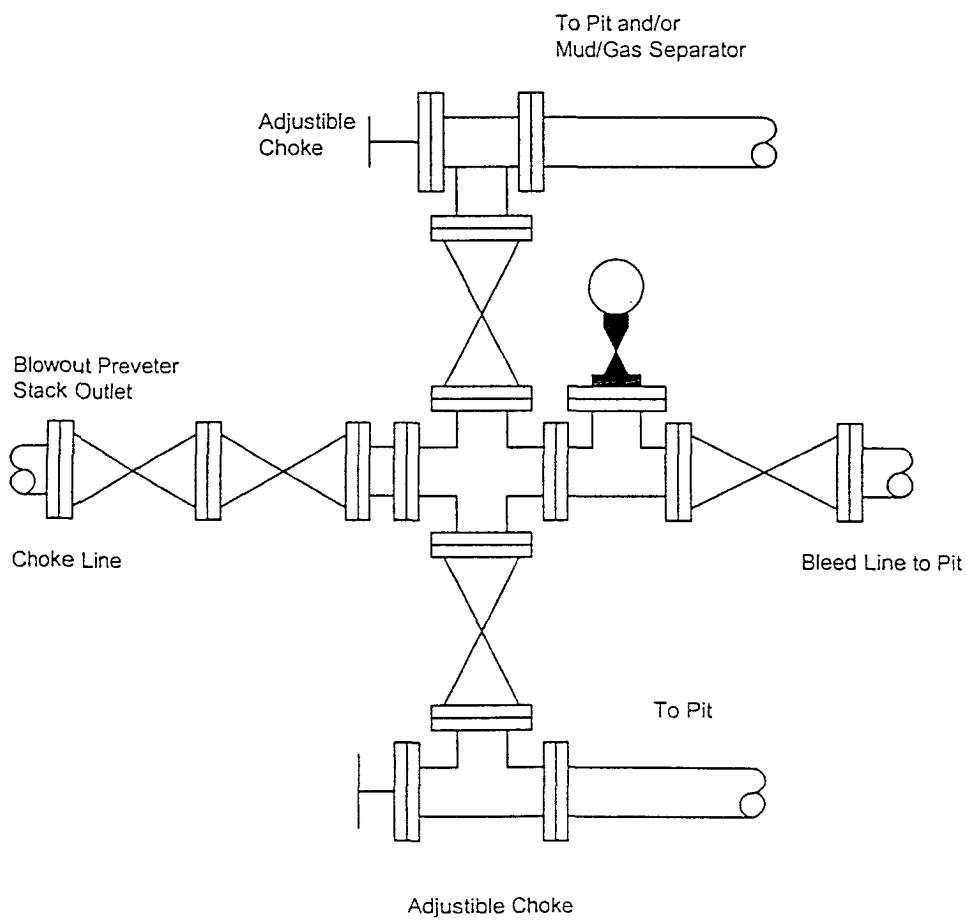 To Pit and/or
Mud/Gas Separator
Adjustible
Choke
Blowout Preveter
Stack Outlet
Choke Line
Bleed Line to Pit
To Pit
Adjustible Choke